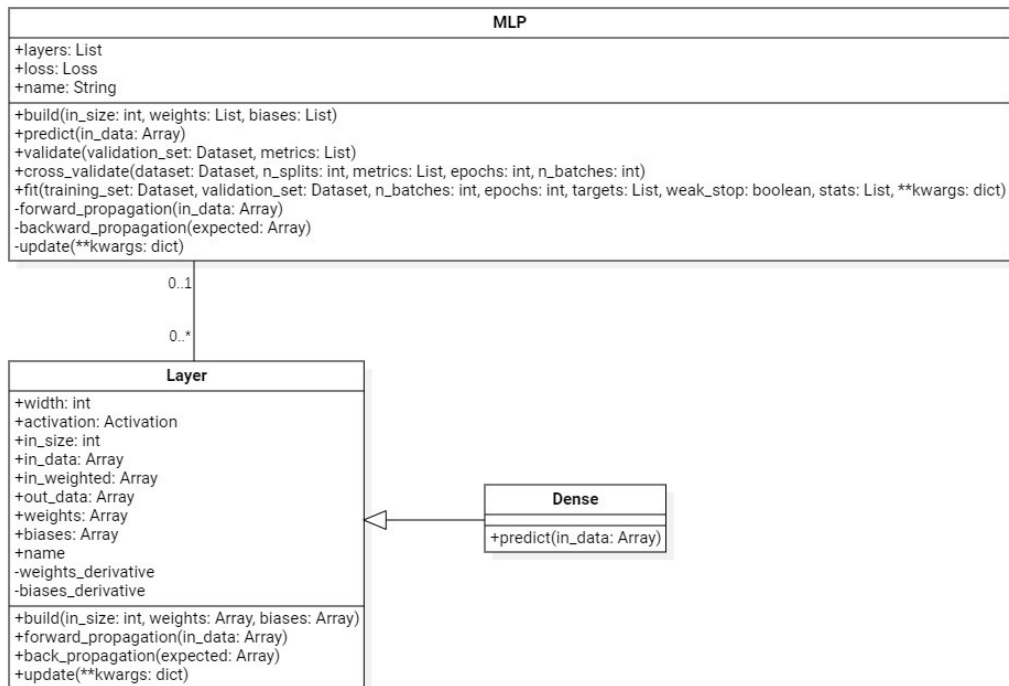 MLP
+layers: List
+loss: Loss
+name: String
+build(in_size: int, weights: List, biases: List)
+predict(in_data: Array)
+validate(validation_set: Dataset, metrics: List)
+cross_validate(dataset: Dataset, n_splits: int, metrics: List, epochs: int, n_batches: int)
+fit(training_set: Dataset, validation_set: Dataset, n_batches: int, epochs: int, targets: List, weak_stop: boolean, stats: List, **kwargs: dict)
-forward_propagation(in_data: Array)
-backward_propagation(expected: Array)
-update(**kwargs: dict)
0..1
0..*
Layer
+width: int
+activation: Activation
+in_size: int
+in_data: Array
+in_weighted: Array
+out_data: Array
+weights: Array
+biases: Array
+name
-weights_derivative
-biases_derivative
+build(in_size: int, weights: Array, biases: Array)
+forward_propagation(in_data: Array)
+back_propagation(expected: Array)
+update(**kwargs: dict)
Dense
+predict(in_data: Array)